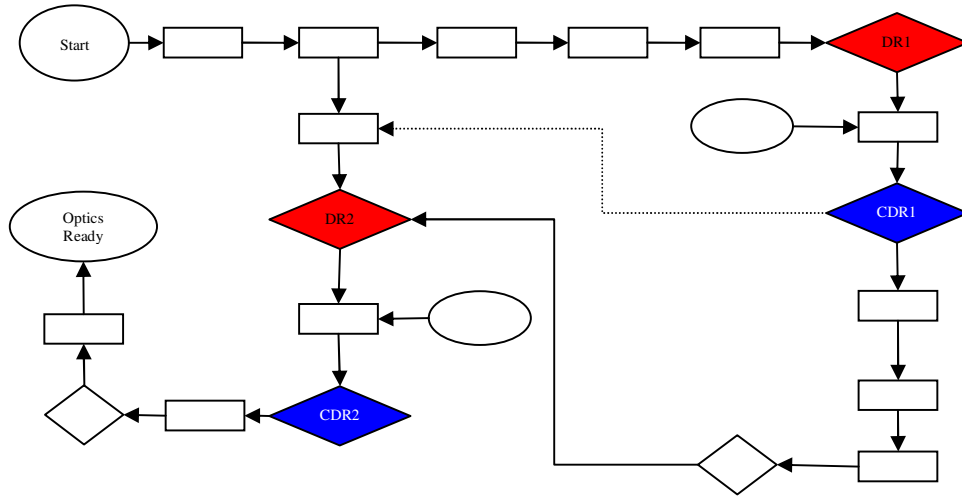 Start
DR1
CDR1
DR2
Optics
Ready
CDR2